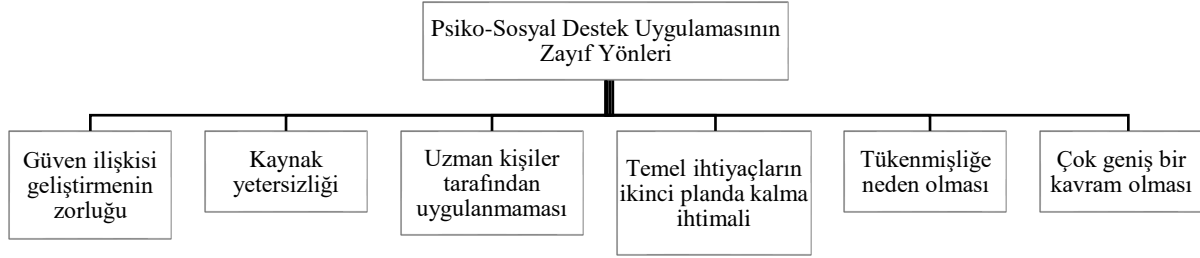 Psiko-Sosyal Destek Uygulamasının
Zayıf Yönleri
Güven ilişkisi
geliştirmenin
zorluğu
Kaynak
yetersizliği
Uzman kişiler
tarafından
uygulanmaması
Temel ihtiyaçların
ikinci planda kalma
ihtimali
Tükenmişliğe
neden olması
Çok geniş bir
kavram olması